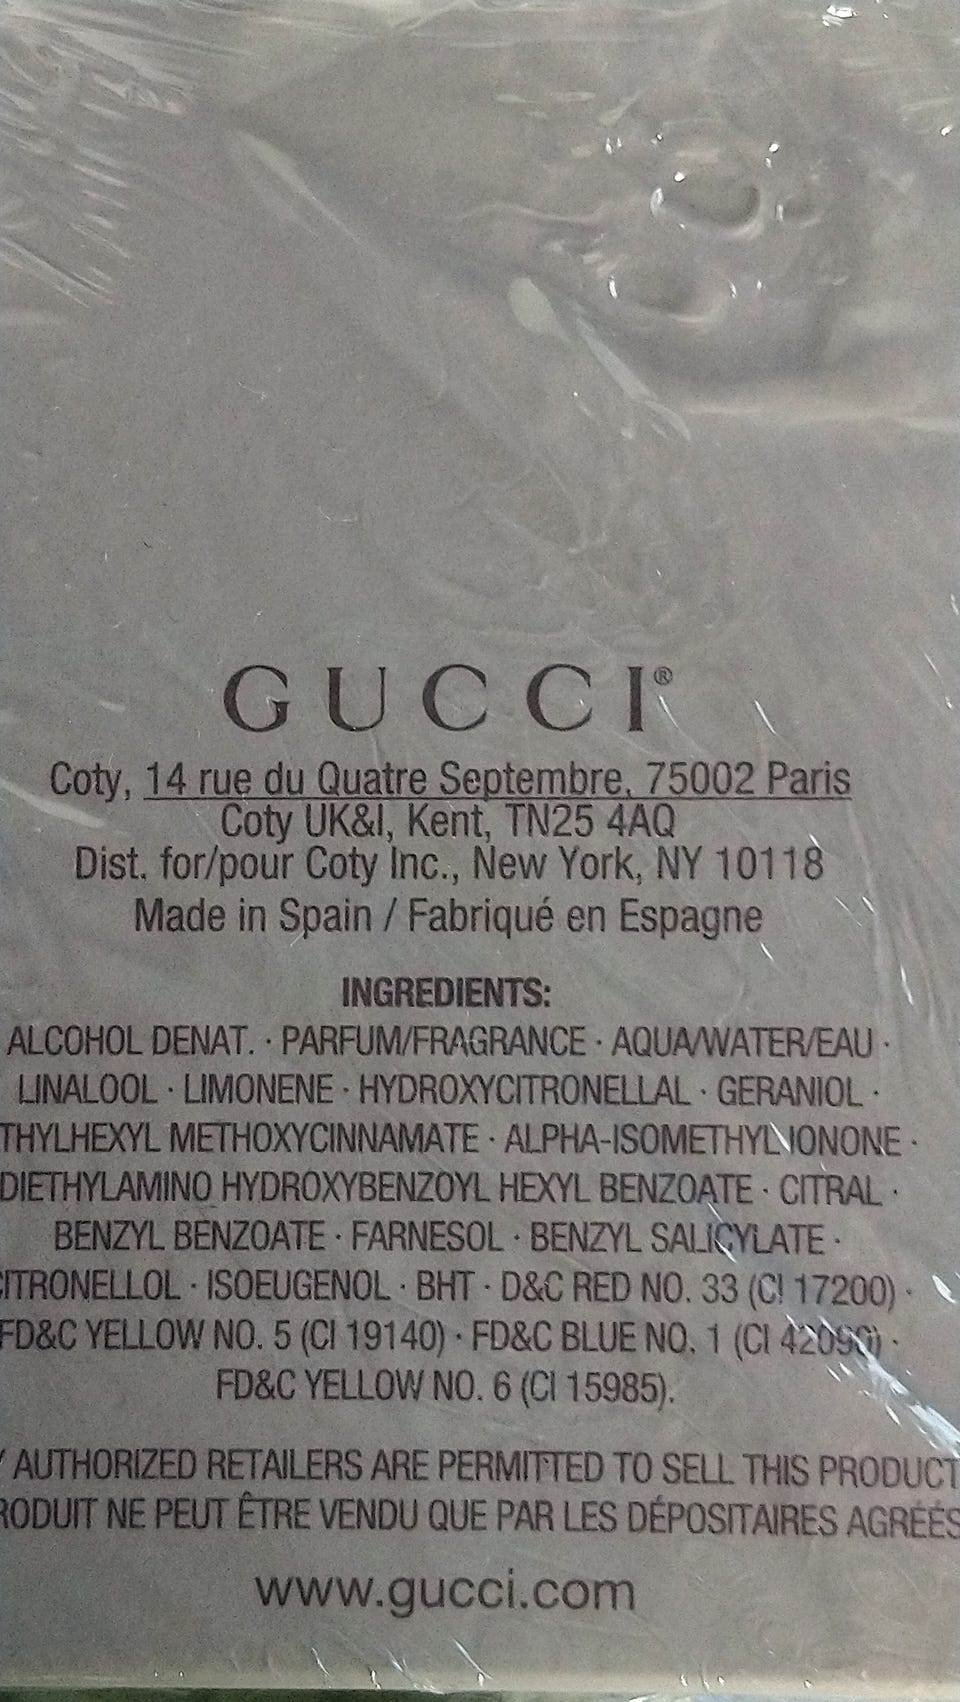 GUCCI®
Coty, 14 rue du Quatre Septembre, 75002 Paris
Coty UK&I, Kent, TN25 4AQ
Dist. for/pour Coty Inc., New York, NY 10118
Made in Spain / Fabriqué en Espagne
INGREDIENTS:
ALCOHOL DENAT. · PARFUM/FRAGRANCE · AQUA/WATER/EAU ·
LINALOOL · LIMONENE · HYDROXYCITRONELLAL · GERANIOL ·
THYLHEXYL METHOXYCINNAMATE · ALPHA-ISOMETHYL IONONE ·
DIETHYLAMINO HYDROXYBENZOYL HEXYL BENZOATE · CITRAL ·
BENZYL BENZOATE · FARNESOL · BENZYL SALICYLATE ·
CITRONELLOL · ISOEUGENOL · BHT · D&C RED NO. 33 (CI 17200) ·
FD&C YELLOW NO. 5 (CI 19140) · FD&C BLUE NO. 1 (CI 42090) ·
FD&C YELLOW NO. 6 (CI 15985).
Y AUTHORIZED RETAILERS ARE PERMITTED TO SELL THIS PRODUCT
RODUIT NE PEUT ÊTRE VENDU QUE PAR LES DÉPOSITAIRES AGRÉÉS
www.gucci.com